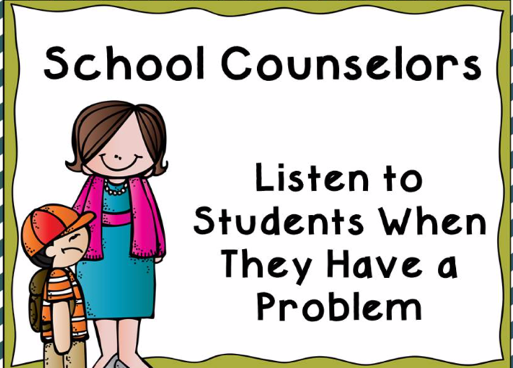 School Counselors
Listen to
Students When
They Have a
Problem